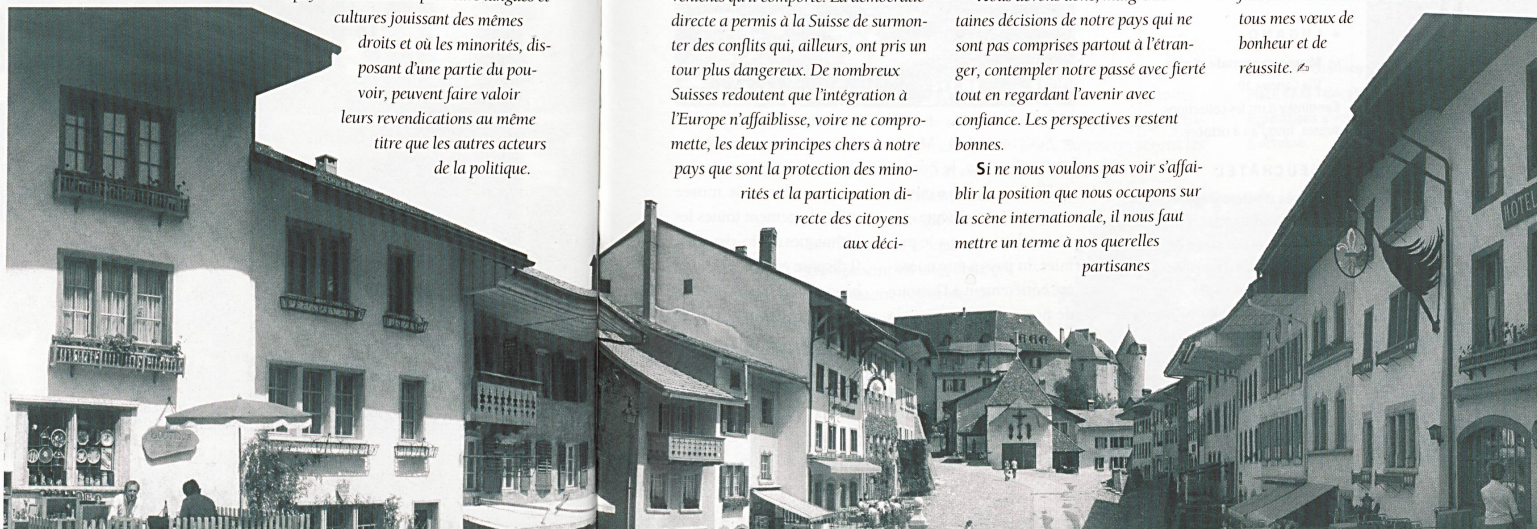 cultures jouissant des mêmes
droits et où les minorités, dis-
posant d'une partie du pou-
voir, peuvent faire valoir
leurs revendications au même
titre que les autres acteurs
de la politique.
directe a permis à la Suisse de surmon-
ter des conflits qui, ailleurs, ont pris un
tour plus dangereux. De nombreux
Suisses redoutent que l'intégration à
l'Europe n'affaiblisse, voire ne compro-
mette, les deux principes chers à notre
pays que sont la protection des mino-
rités et la participation di-
recte des citoyens
aux déci-
taines décisions de notre pays qui ne
sont pas comprises partout à l'étran-
ger, contempler notre passé avec fierté
tout en regardant l'avenir avec
confiance. Les perspectives restent
bonnes.
Si ne nous voulons pas voir s'affai-
blir la position que nous occupons sur
la scène internationale, il nous faut
mettre un terme à nos querelles
partisanes
tous mes vœux de
bonheur et de
réussite.
HOTEL